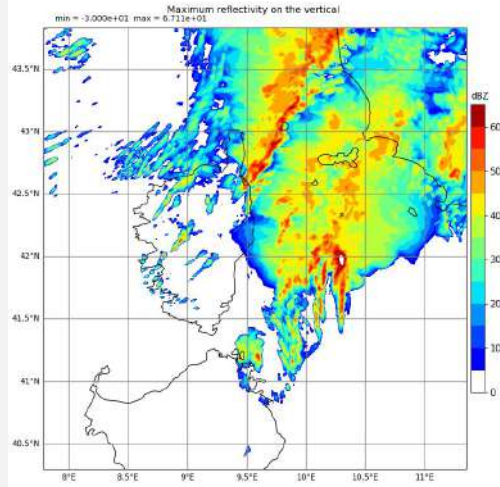 Maximum reflectivity on the vertical
min = -3.000e+01 max = 6.711e+01
dBZ
43.5°N
43°N
42.5°N
42°N
41.5°N
41°N
40.5°N
60
50
40
30
20
10
0
8°E 8.5°E 9°E 9.5°E 10°E 10.5°E 11°E